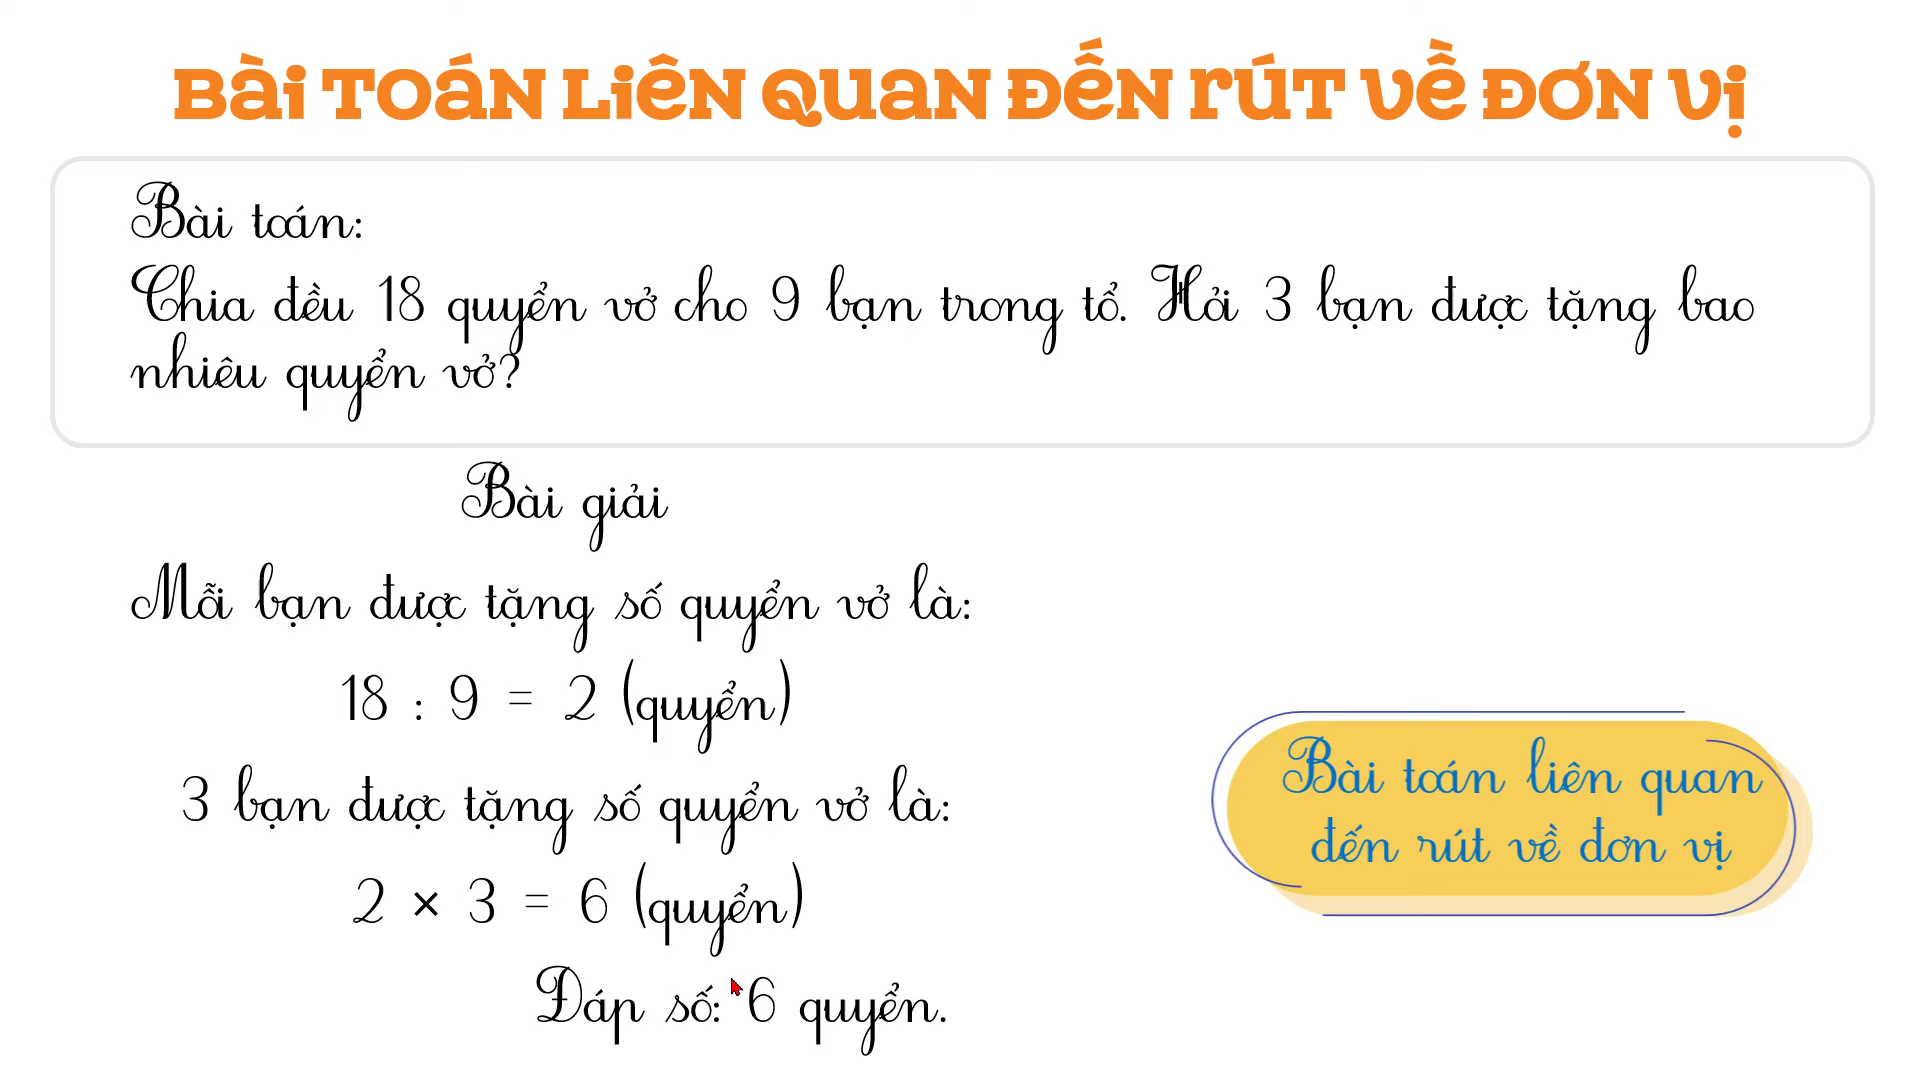 BÀI TOÁN LIÊN QUAN ĐẾN RÚT VỀ ĐƠN VỊ
Bài toán:
Chia đều 18 quyển vở cho 9 bạn trong tổ. Hỏi 3 bạn được tặng bao
nhiêu quyển vở?
Bài giải
Mỗi bạn được tặng số quyển vở là:
18 : 9 = 2 (quyển)
3 bạn được tặng số quyển vở là:
2 × 3 = 6 (quyển)
Đáp số: 6 quyển.
Bài toán liên quan
đến rút về đơn vị